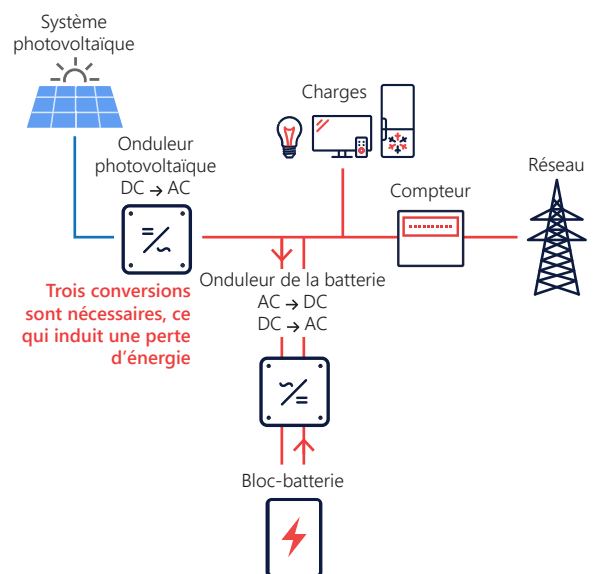 Système
photovoltaïque
Charges
Onduleur
photovoltaïque
DC → AC
Réseau
Compteur
Trois conversions
sont nécessaires, ce
qui induit une perte
d’énergie
Onduleur de la batterie
AC → DC
DC → AC
Bloc-batterie